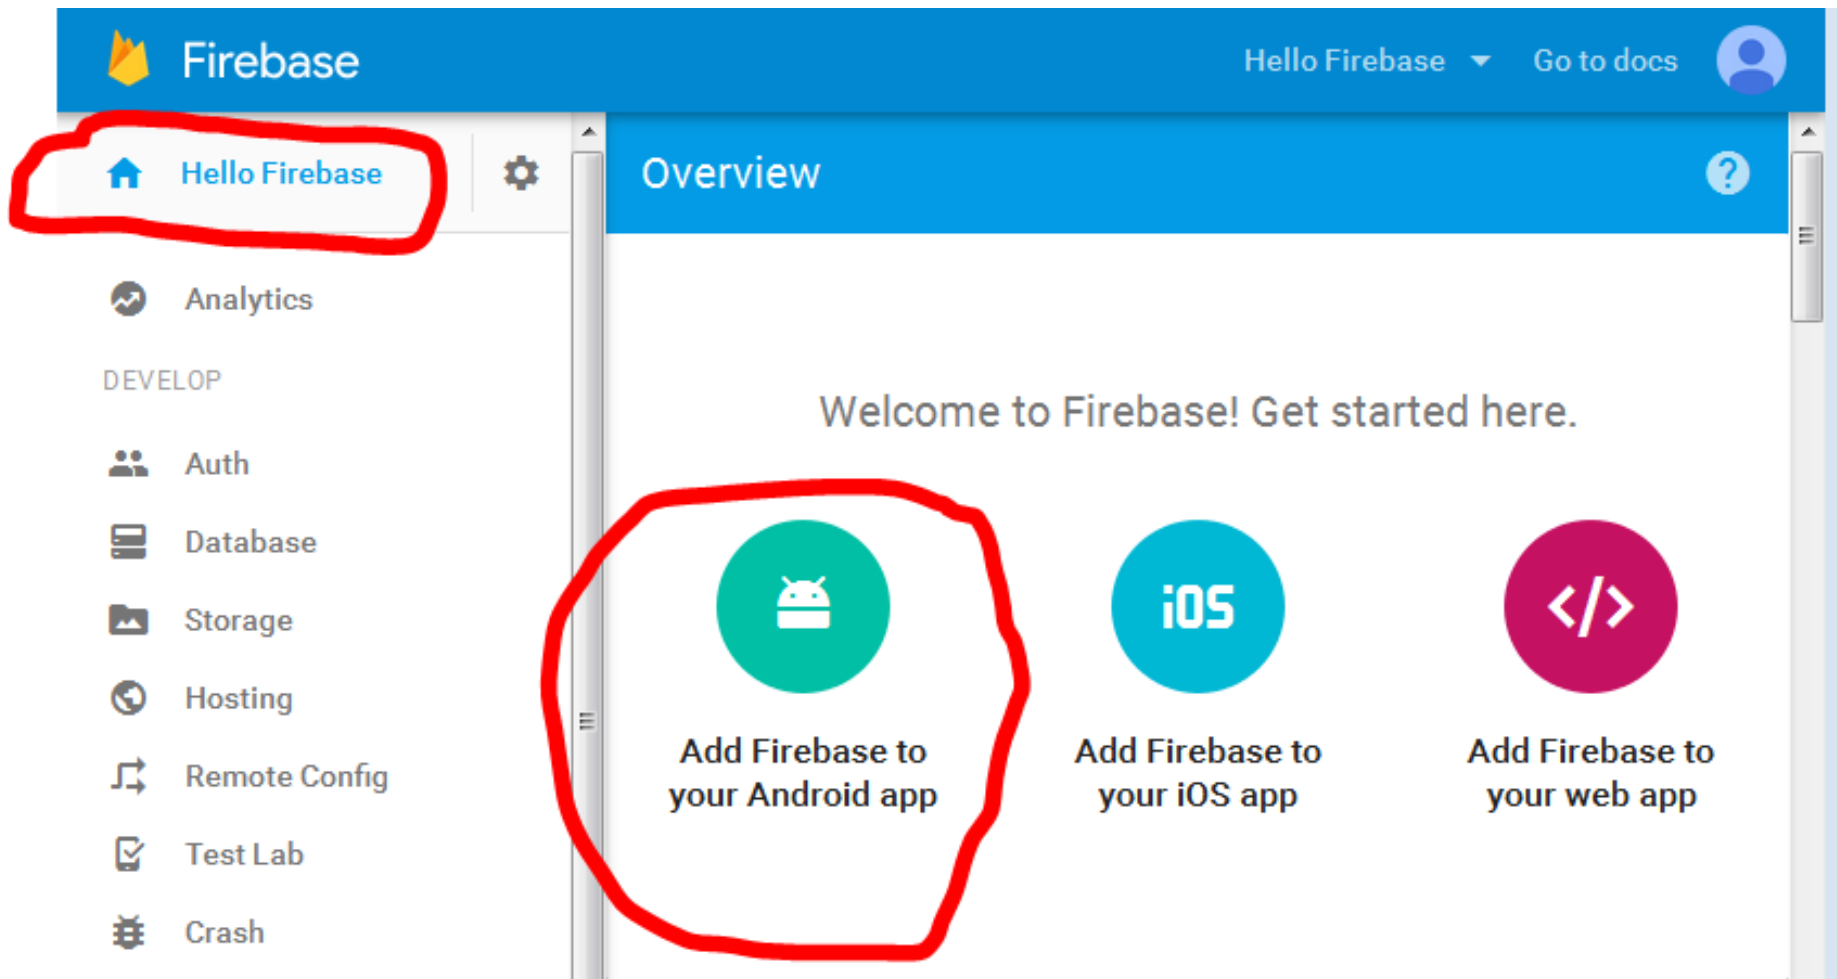 Firebase
Hello Firebase
Go to docs
Hello Firebase
Overview
?
Analytics
DEVELOP
Auth
Database
Storage
Hosting
Remote Config
Test Lab
Crash
Welcome to Firebase! Get started here.
iOS
</>
Add Firebase to
your Android app
Add Firebase to
your iOS app
Add Firebase to
your web app